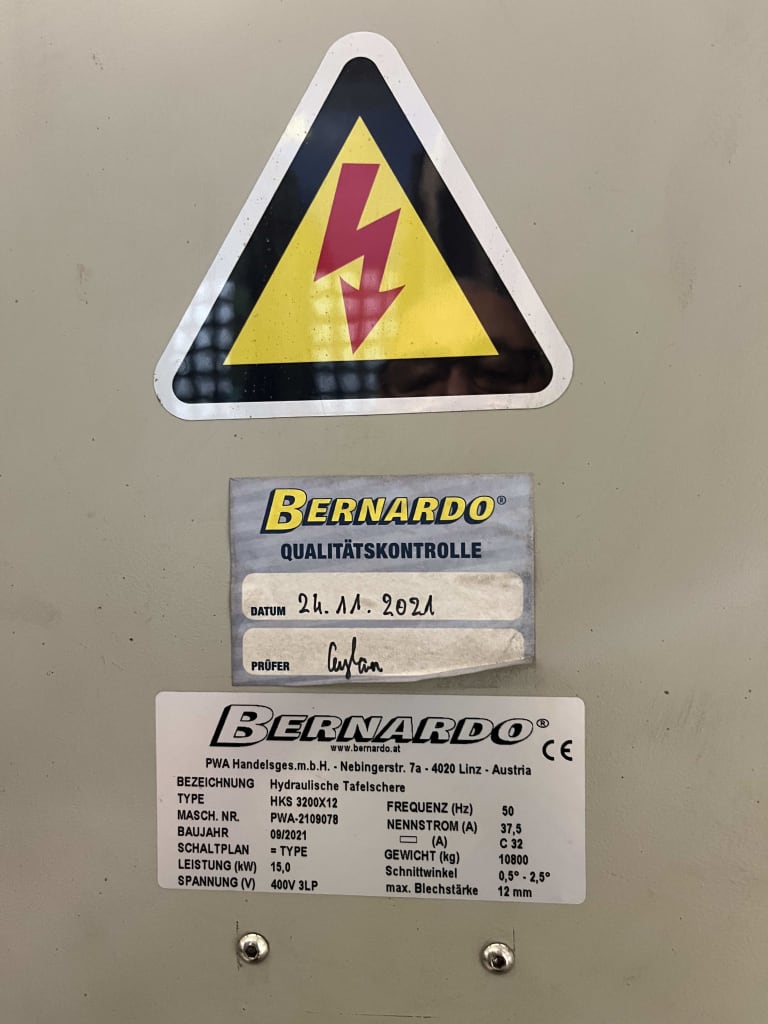 BERNARDO®
QUALITÄTSKONTROLLE
DATUM 24.11.2021
PRÜFER Ceylan
BERNARDO®
www.bernardo.at
CE
PWA Handelsges.m.b.H. - Nebingerstr. 7a - 4020 Linz - Austria
BEZEICHNUNG Hydraulische Tafelschere
TYPE HKS 3200X12
MASCH. NR. PWA-2109078
BAUJAHR 09/2021
SCHALTPLAN = TYPE
LEISTUNG (kW) 15,0
SPANNUNG (V) 400V 3LP
FREQUENZ (Hz) 50
NENNSTROM (A) 37,5
(A) C 32
GEWICHT (kg) 10800
Schnittwinkel 0,5° - 2,5°
max. Blechstärke 12 mm